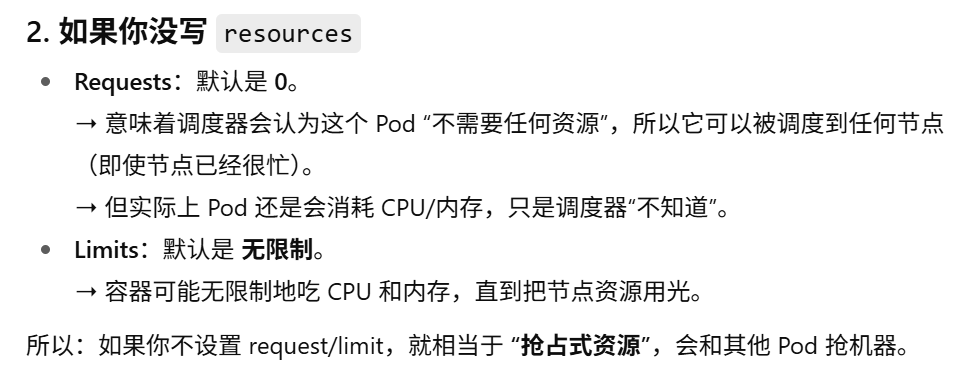 2. 如果你没写 resources
• Requests：默认是 0。
→ 意味着调度器会认为这个 Pod “不需要任何资源”，所以它可以被调度到任何节点
（即使节点已经很忙）。
→ 但实际上 Pod 还是会消耗 CPU/内存，只是调度器“不知道”。
• Limits：默认是 无限制。
→ 容器可能无限制地吃 CPU 和内存，直到把节点资源用光。
所以：如果你不设置 request/limit，就相当于 “抢占式资源”，会和其他 Pod 抢机器。